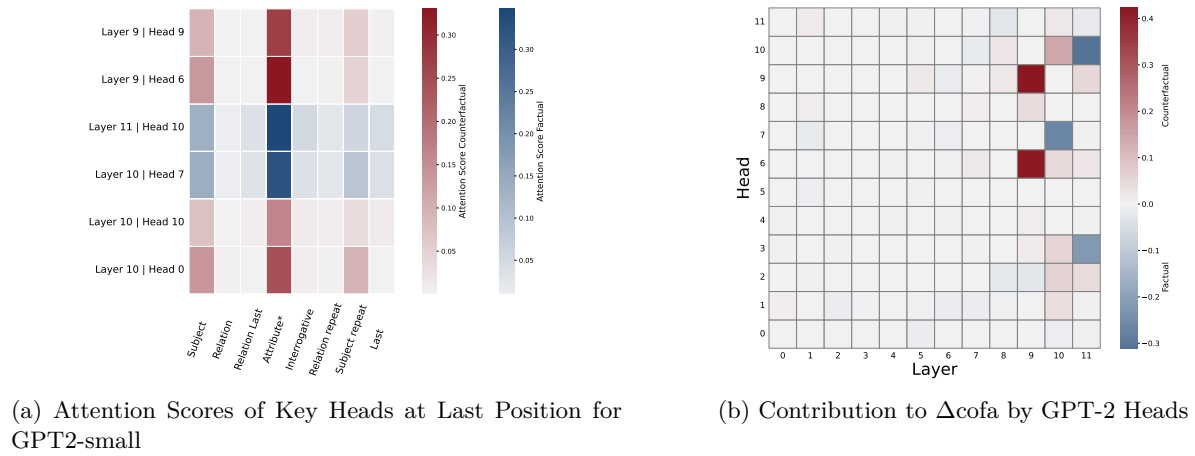 Layer 9 | Head 9
Layer 9 | Head 6
Layer 11 | Head 10
Layer 10 | Head 7
Layer 10 | Head 10
Layer 10 | Head 0
Subject
Relation
Relation Last
Attribute*
Interrogative
Relation repeat
Subject repeat
Last
0.30
0.25
0.20
0.15
0.10
0.05
Attention Score Counterfactual
0.30
0.25
0.20
0.15
0.10
0.05
Attention Score Factual
(a) Attention Scores of Key Heads at Last Position for
GPT2-small
Head
11
10
9
8
7
6
5
4
3
2
1
0
0 1 2 3 4 5 6 7 8 9 10 11
Layer
0.4
0.3
0.2
0.1
0.0
−0.1
−0.2
−0.3
Counterfactual
Factual
(b) Contribution to Δcofa by GPT-2 Heads